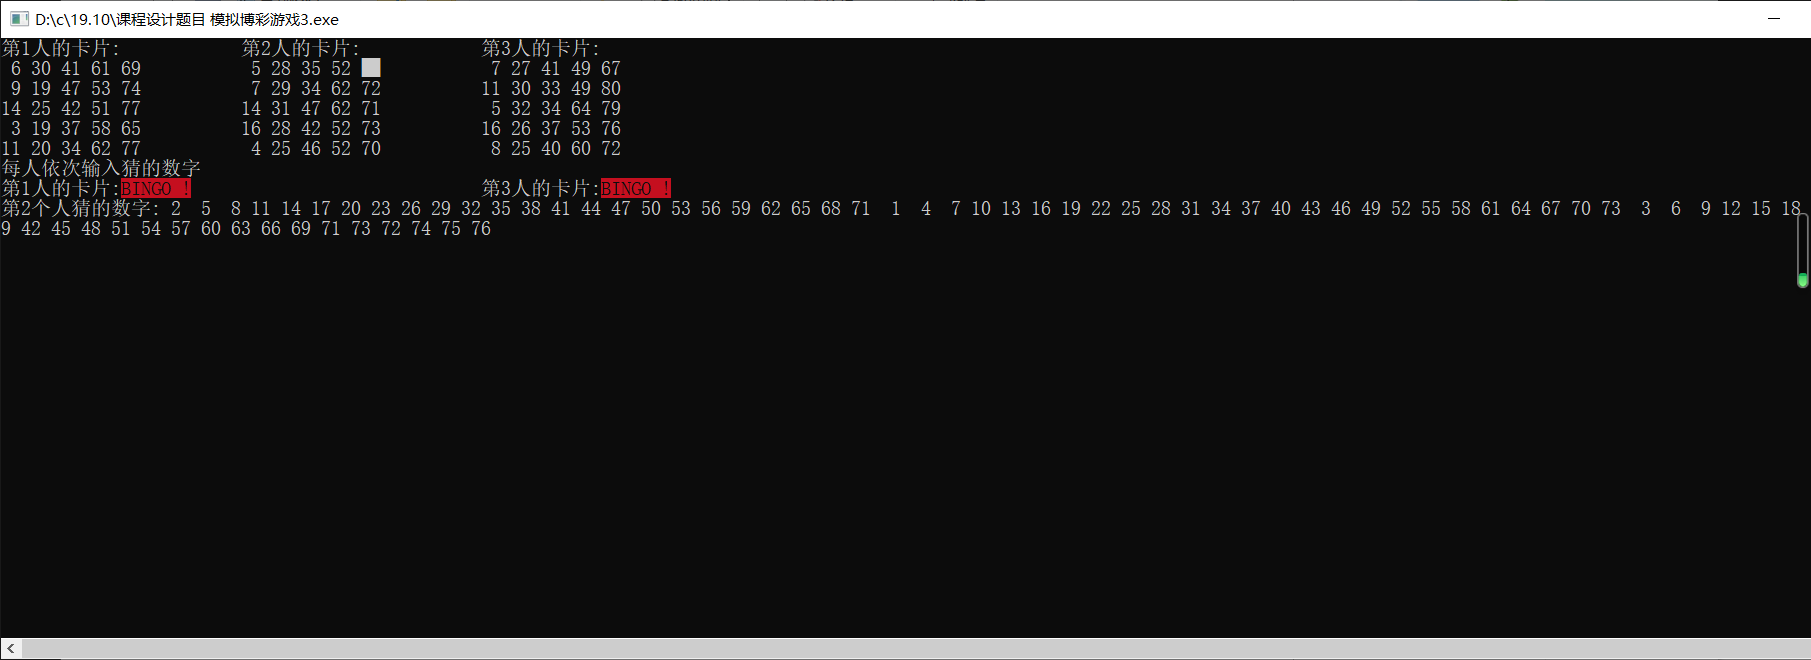 D:\c\19.10\课程设计题目 模拟博彩游戏3.exe
第1人的卡片: 第2人的卡片: 第3人的卡片:
6 30 41 61 69 5 28 35 52 7 27 41 49 67
9 19 47 53 74 7 29 34 62 72 11 30 33 49 80
14 25 42 51 77 14 31 47 62 71 5 32 34 64 79
3 19 37 58 65 16 28 42 52 73 16 26 37 53 76
11 20 34 62 77 4 25 46 52 70 8 25 40 60 72
每人依次输入猜的数字
第1人的卡片:BINGO ! 第3人的卡片:BINGO !
第2个人猜的数字: 2 5 8 11 14 17 20 23 26 29 32 35 38 41 44 47 50 53 56 59 62 65 68 71 1 4 7 10 13 16 19 22 25 28 31 34 37 40 43 46 49 52 55 58 61 64 67 70 73 3 6 9 12 15 18
9 42 45 48 51 54 57 60 63 66 69 71 73 72 74 75 76